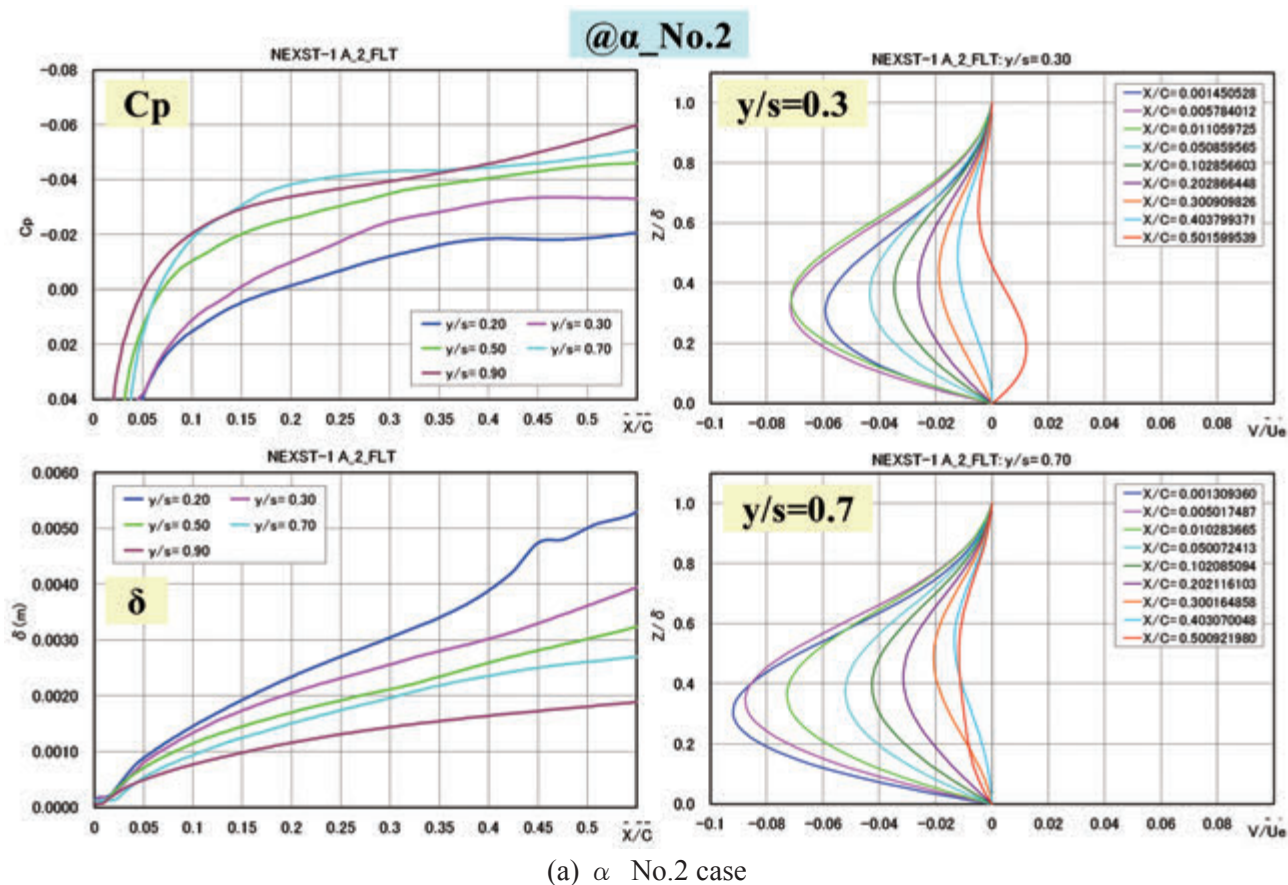 @α_No.2
NEXST-1 A_2_FLT
Cp
-0.08
-0.06
-0.04
-0.02
0.00
0.02
0.04
Cp
0 0.05 0.1 0.15 0.2 0.25 0.3 0.35 0.4 0.45 0.5
X/C
y/s= 0.20 y/s= 0.30
y/s= 0.50 y/s= 0.70
y/s= 0.90
NEXST-1 A_2_FLT: y/s= 0.30
y/s=0.3
1.0
0.8
0.6
0.4
0.2
0.0
Z/δ
-0.1 -0.08 -0.06 -0.04 -0.02 0 0.02 0.04 0.06 0.08
V/Ue
X/C= 0.001450528
X/C= 0.005784012
X/C= 0.011059725
X/C= 0.050859565
X/C= 0.102856603
X/C= 0.202866448
X/C= 0.300909826
X/C= 0.403799371
X/C= 0.501599539
NEXST-1 A_2_FLT
y/s= 0.20 y/s= 0.30
y/s= 0.50 y/s= 0.70
y/s= 0.90
δ
0.0060
0.0050
0.0040
0.0030
0.0020
0.0010
0.0000
δ(m)
0 0.05 0.1 0.15 0.2 0.25 0.3 0.35 0.4 0.45 0.5
X/C
NEXST-1 A_2_FLT: y/s= 0.70
y/s=0.7
1.0
0.8
0.6
0.4
0.2
0.0
Z/δ
-0.1 -0.08 -0.06 -0.04 -0.02 0 0.02 0.04 0.06 0.08
V/Ue
X/C= 0.001309360
X/C= 0.005017487
X/C= 0.010283665
X/C= 0.050072413
X/C= 0.102085094
X/C= 0.202116103
X/C= 0.300164858
X/C= 0.403070048
X/C= 0.500921980
(a) α No.2 case